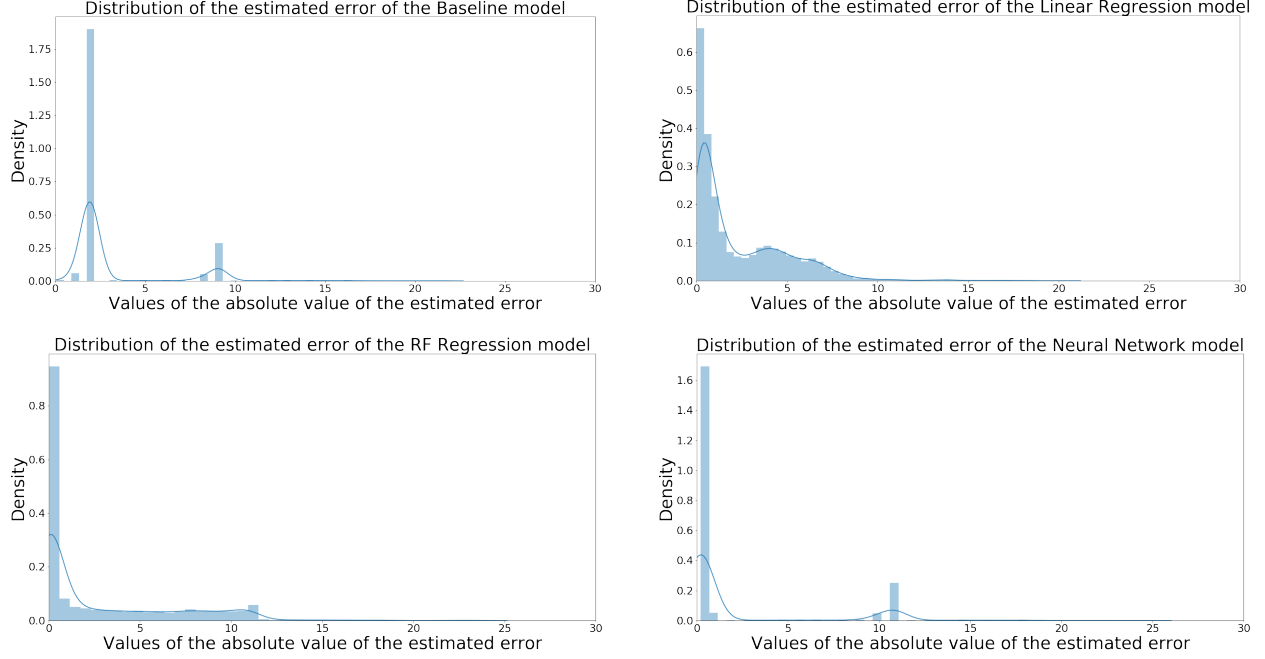 Distribution of the estimated error of the Baseline model
Density
1.75
1.50
1.25
1.00
0.75
0.50
0.25
0.00
0 5 10 15 20 25 30
Values of the absolute value of the estimated error
Distribution of the estimated error of the Linear Regression model
Density
0.6
0.5
0.4
0.3
0.2
0.1
0.0
0 5 10 15 20 25 30
Values of the absolute value of the estimated error
Distribution of the estimated error of the RF Regression model
Density
0.8
0.6
0.4
0.2
0.0
0 5 10 15 20 25 30
Values of the absolute value of the estimated error
Distribution of the estimated error of the Neural Network model
Density
1.6
1.4
1.2
1.0
0.8
0.6
0.4
0.2
0.0
0 5 10 15 20 25 30
Values of the absolute value of the estimated error